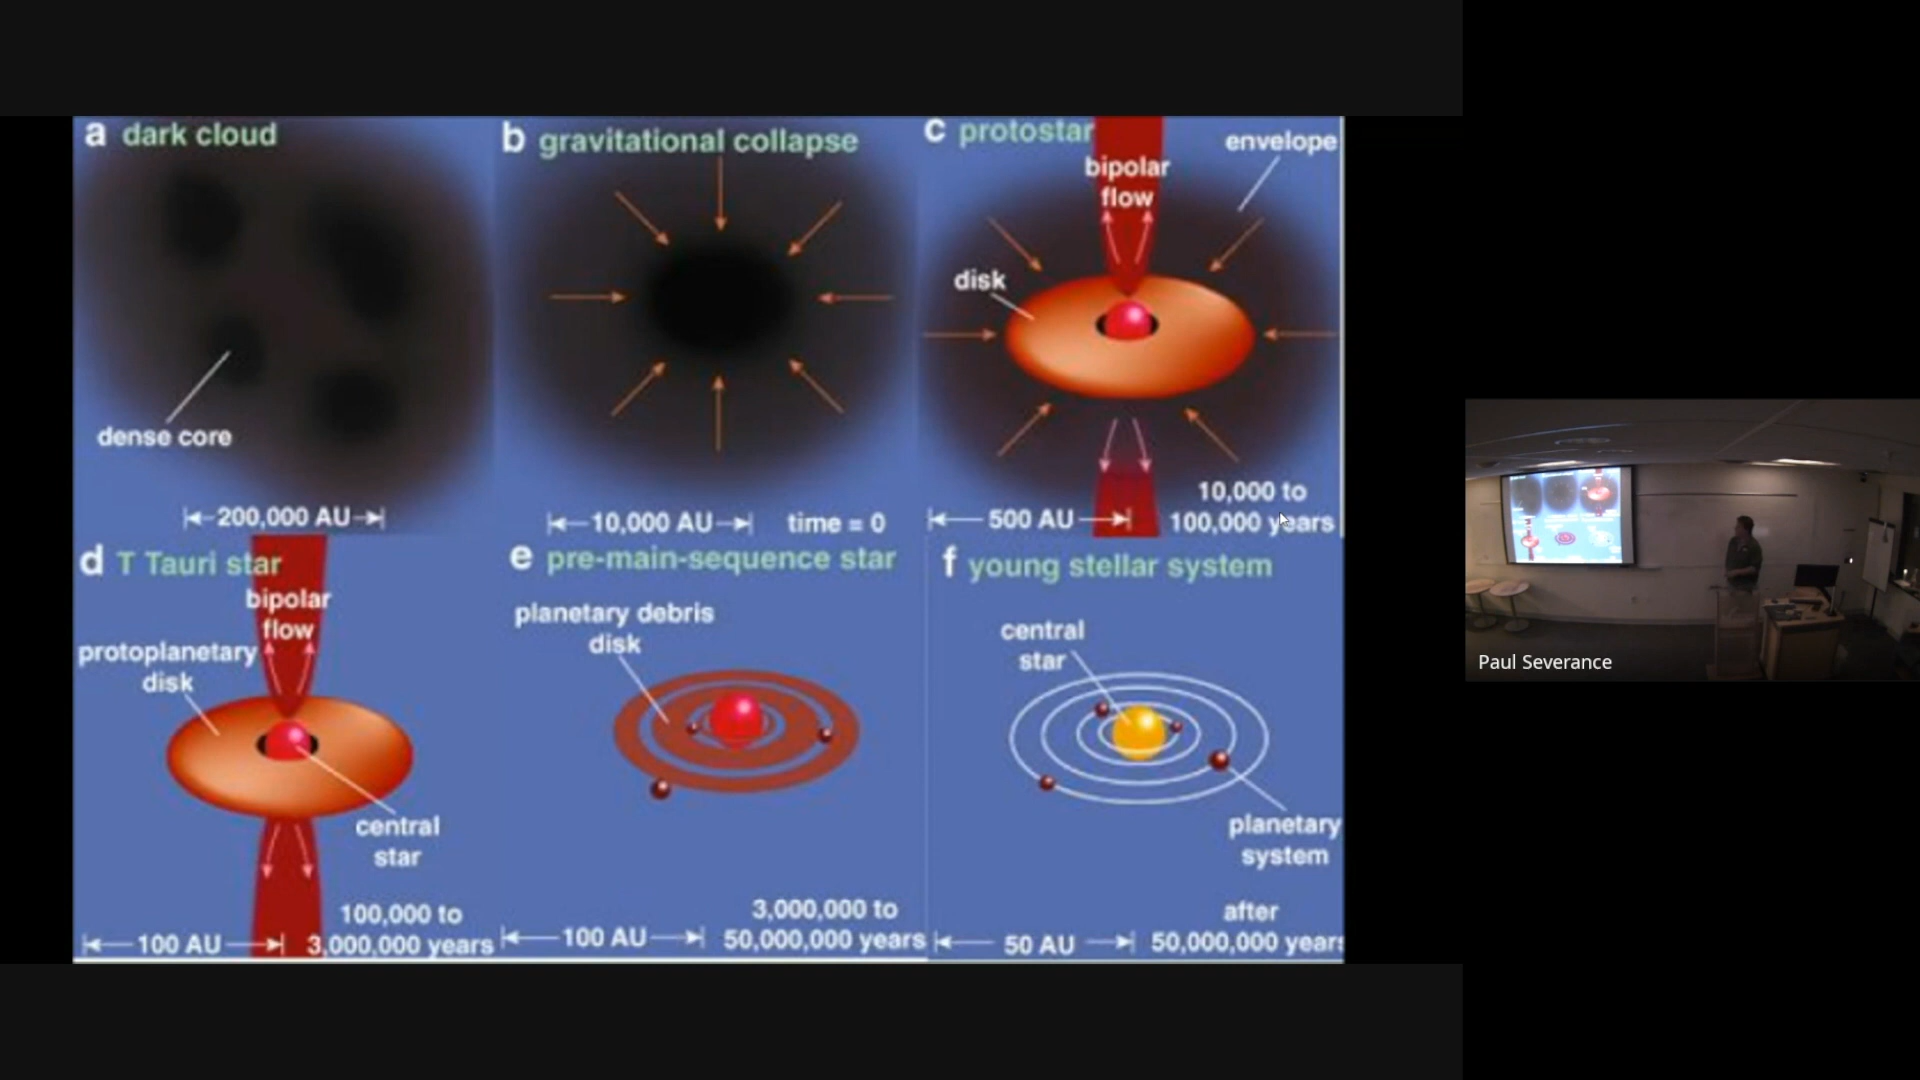 a dark cloud
dense core
200,000 AU
b gravitational collapse
10,000 AU
time = 0
c protostar
bipolar
flow
envelope
disk
500 AU
10,000 to
100,000 years
d T Tauri star
bipolar
flow
protoplanetary
disk
central
star
100 AU
100,000 to
3,000,000 years
e pre-main-sequence star
planetary debris
disk
100 AU
3,000,000 to
50,000,000 years
f young stellar system
central
star
planetary
system
50 AU
after
50,000,000 years
Paul Severance